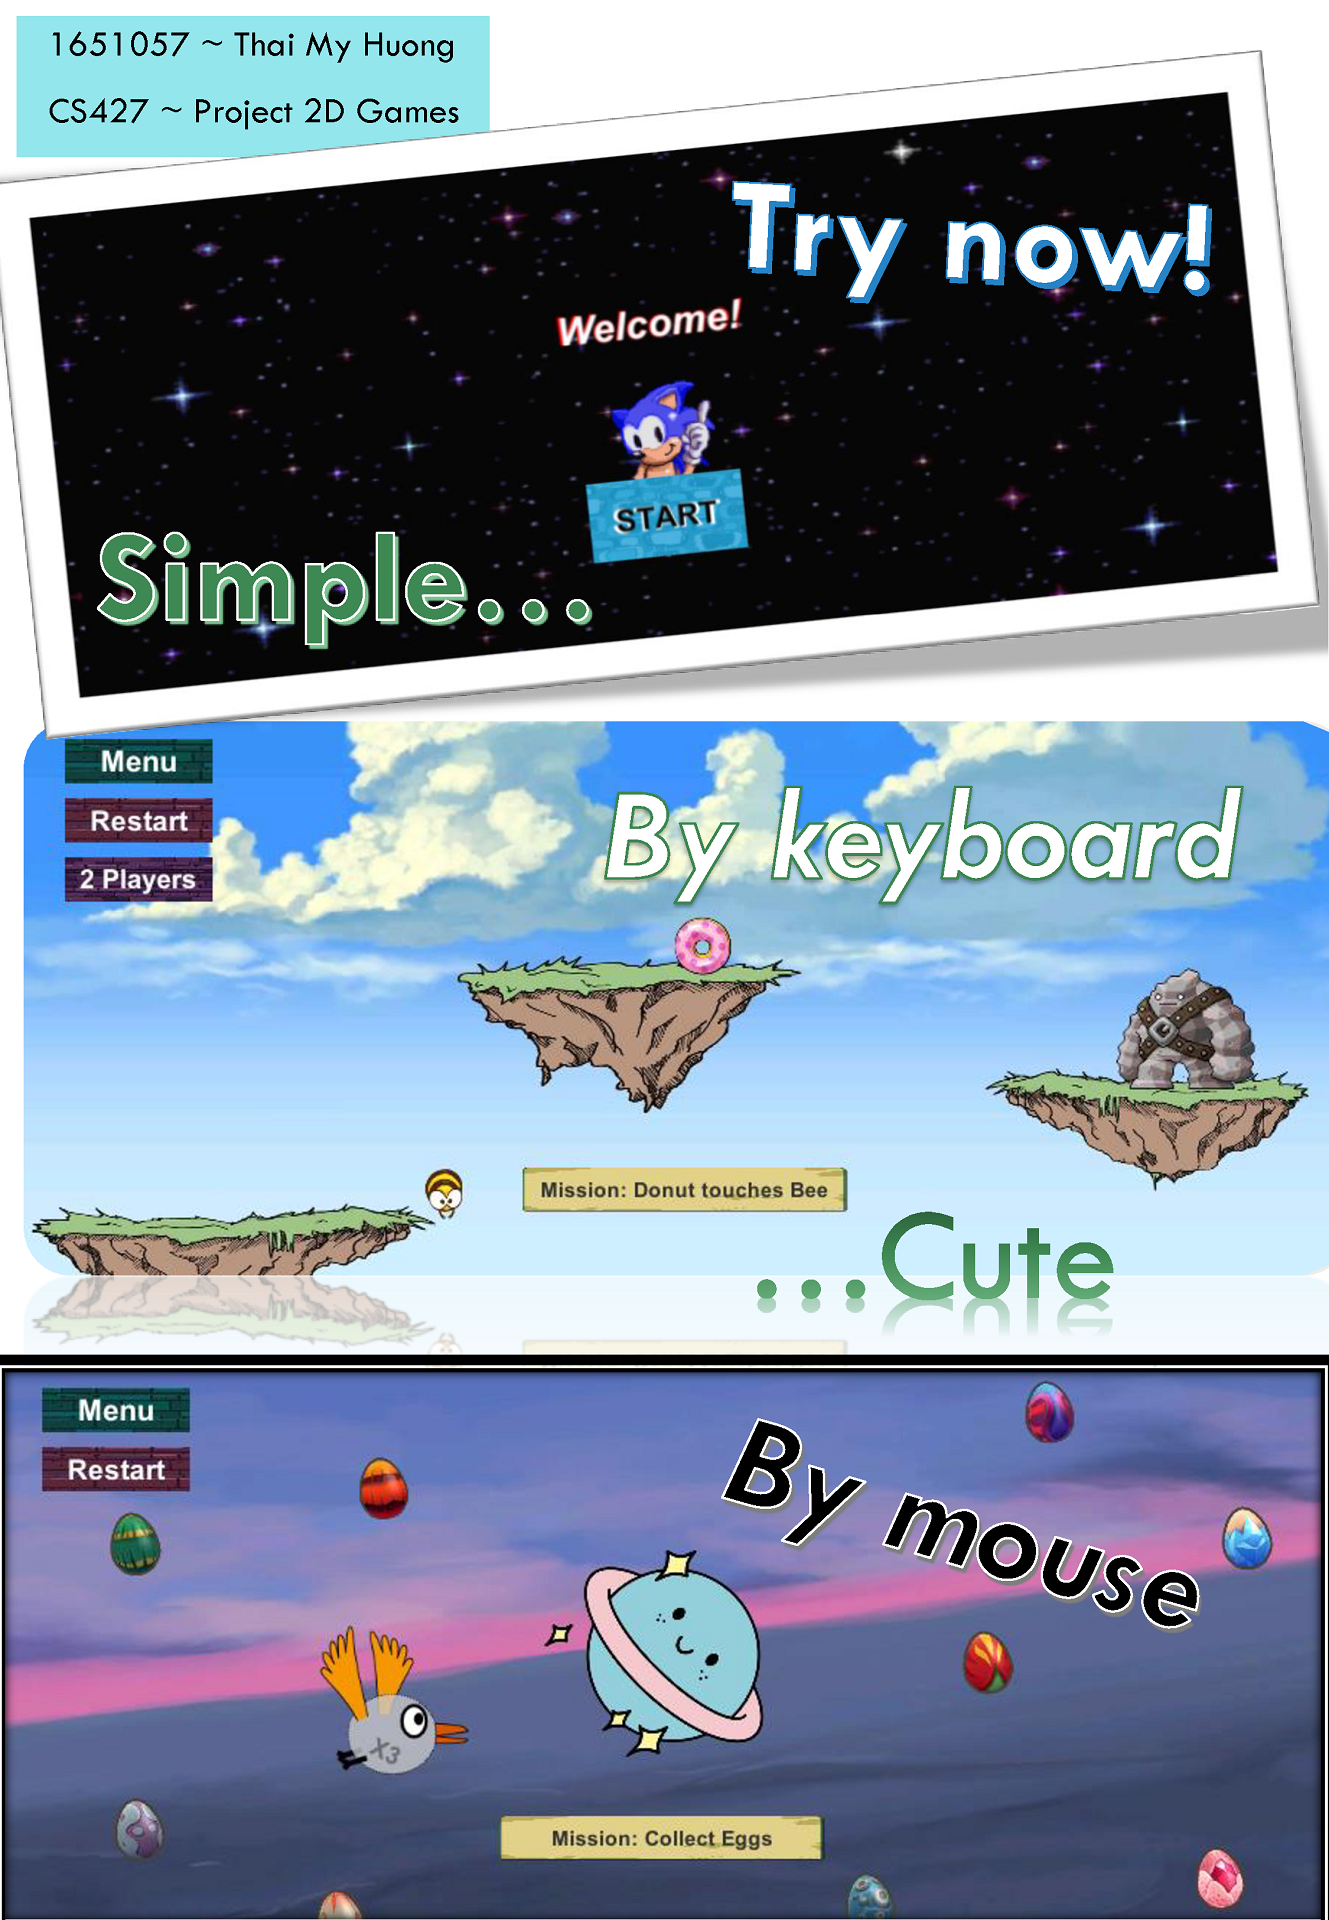 1651057 ~ Thai My Huong
CS427 ~ Project 2D Games
Try now!
Welcome!
START
Simple...
Menu
Restart
2 Players
By keyboard
Mission: Donut touches Bee
...Cute
Menu
Restart
By mouse
x3
Mission: Collect Eggs